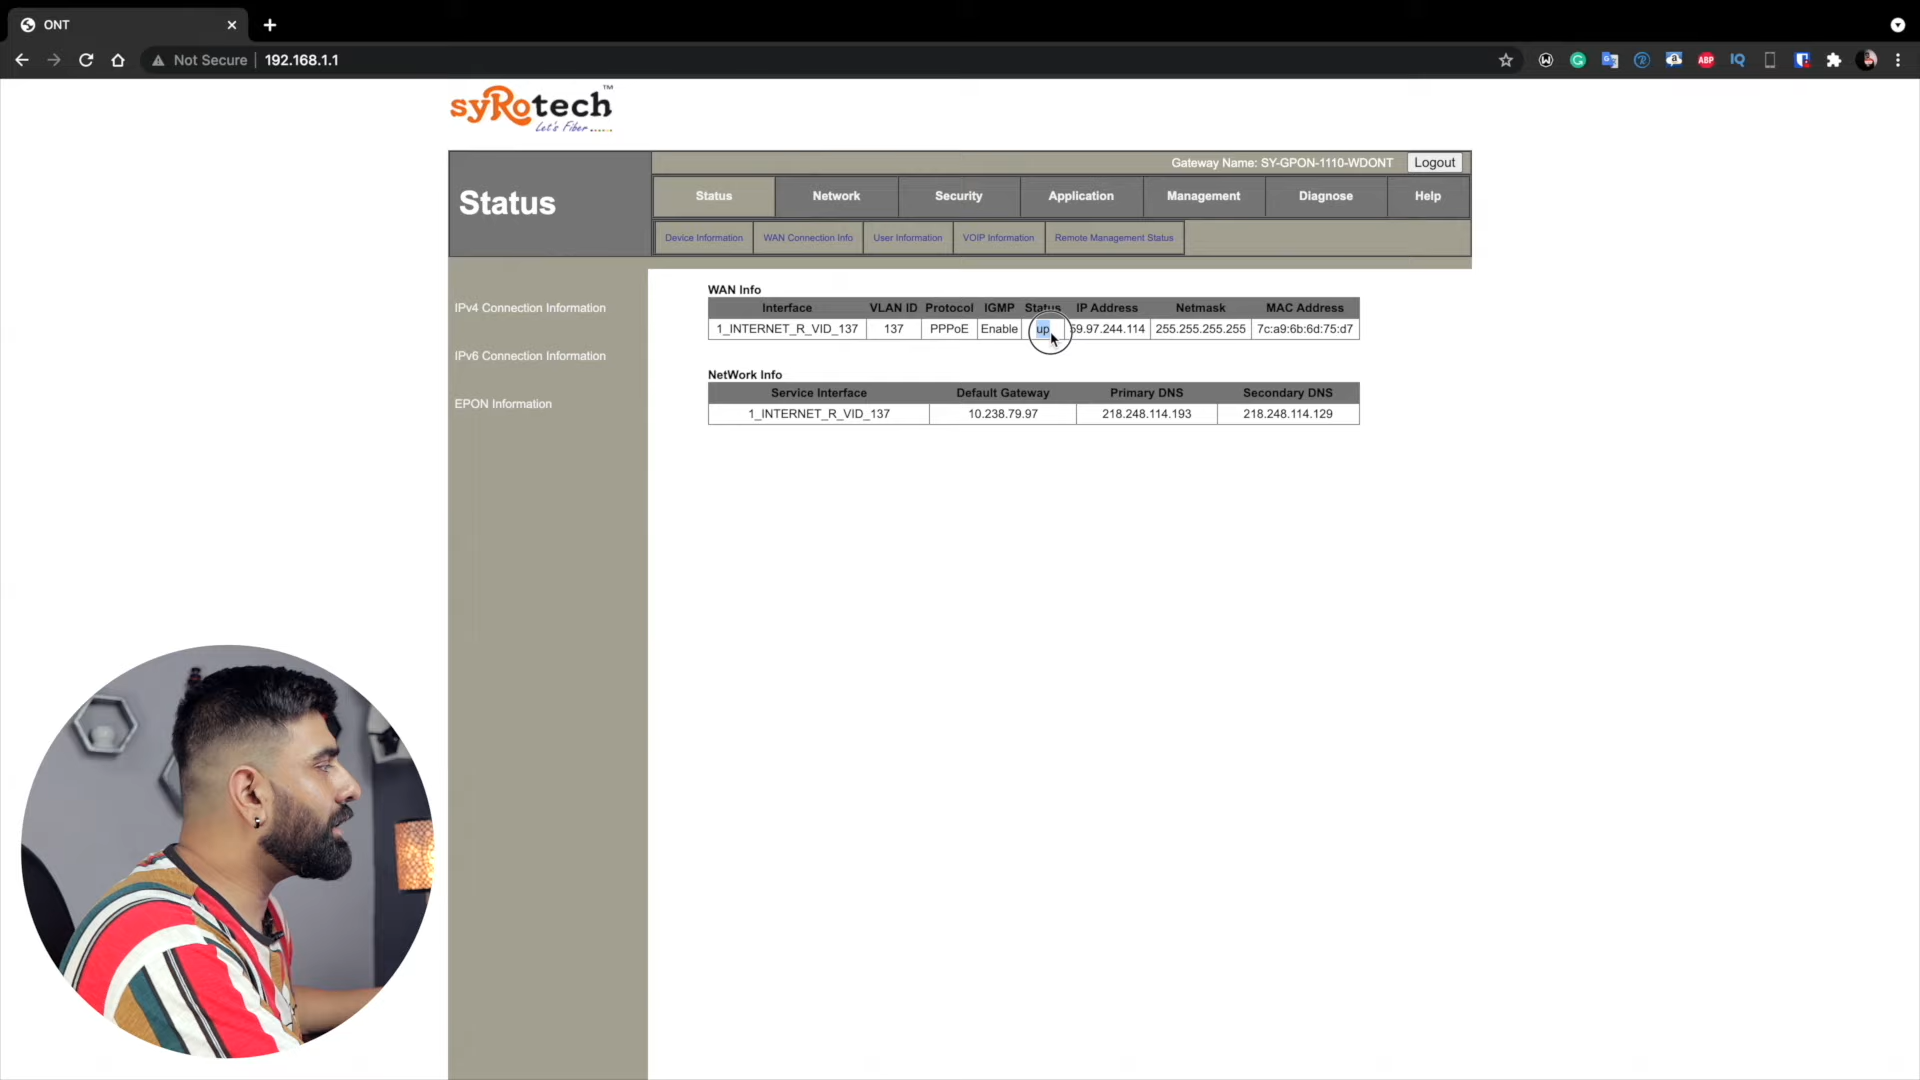 ONT
Not Secure 192.168.1.1
ABP
IQ
syRotech™
Let's Fiber .....
Gateway Name: SY-GPON-1110-WDONT Logout
Status
Status Network Security Application Management Diagnose Help
Device Information WAN Connection Info User Information VOIP Information Remote Management Status
IPv4 Connection Information
IPv6 Connection Information
EPON Information
WAN Info
Interface VLAN ID Protocol IGMP Status IP Address Netmask MAC Address
1_INTERNET_R_VID_137 137 PPPoE Enable up 59.97.244.114 255.255.255.255 7c:a9:6b:6d:75:d7
NetWork Info
Service Interface Default Gateway Primary DNS Secondary DNS
1_INTERNET_R_VID_137 10.238.79.97 218.248.114.193 218.248.114.129